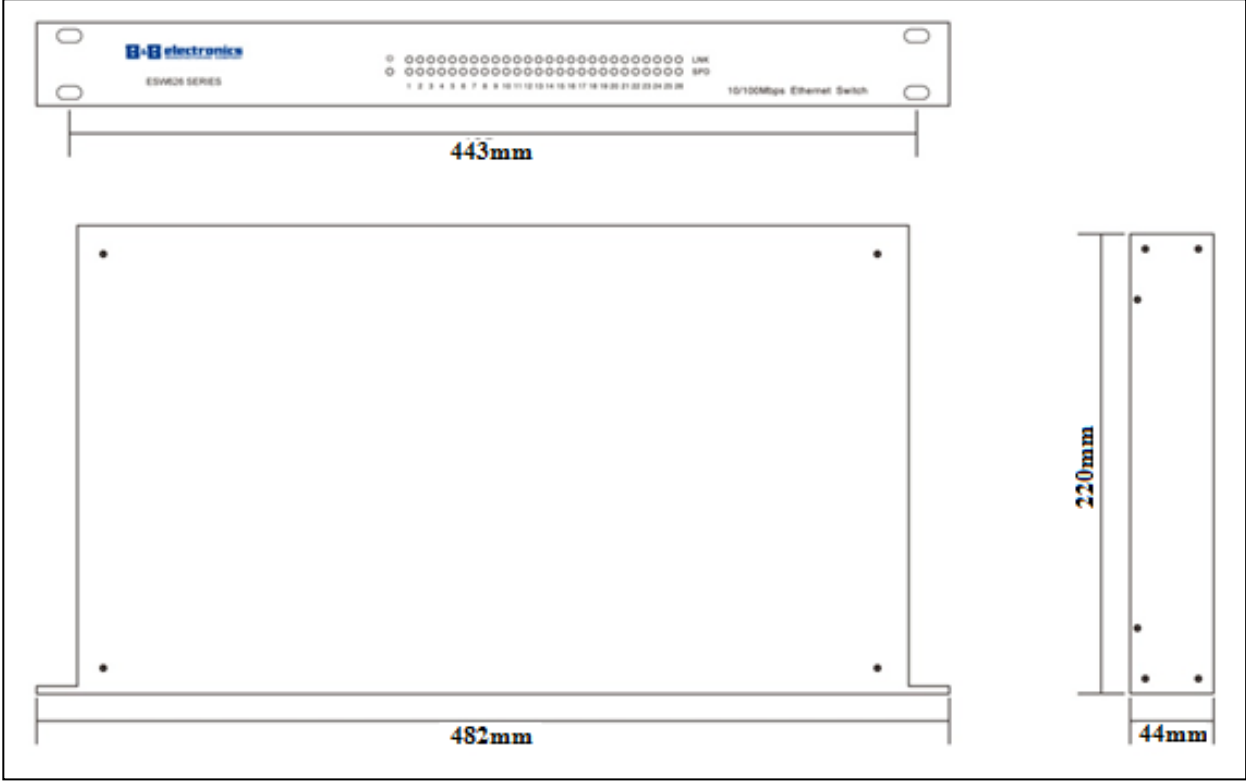 B+B electronics
ESW626 SERIES
LNK
SPD
1 2 3 4 5 6 7 8 9 10 11 12 13 14 15 16 17 18 19 20 21 22 23 24 25 26
10/100Mbps Ethernet Switch
443mm
220mm
482mm
44mm